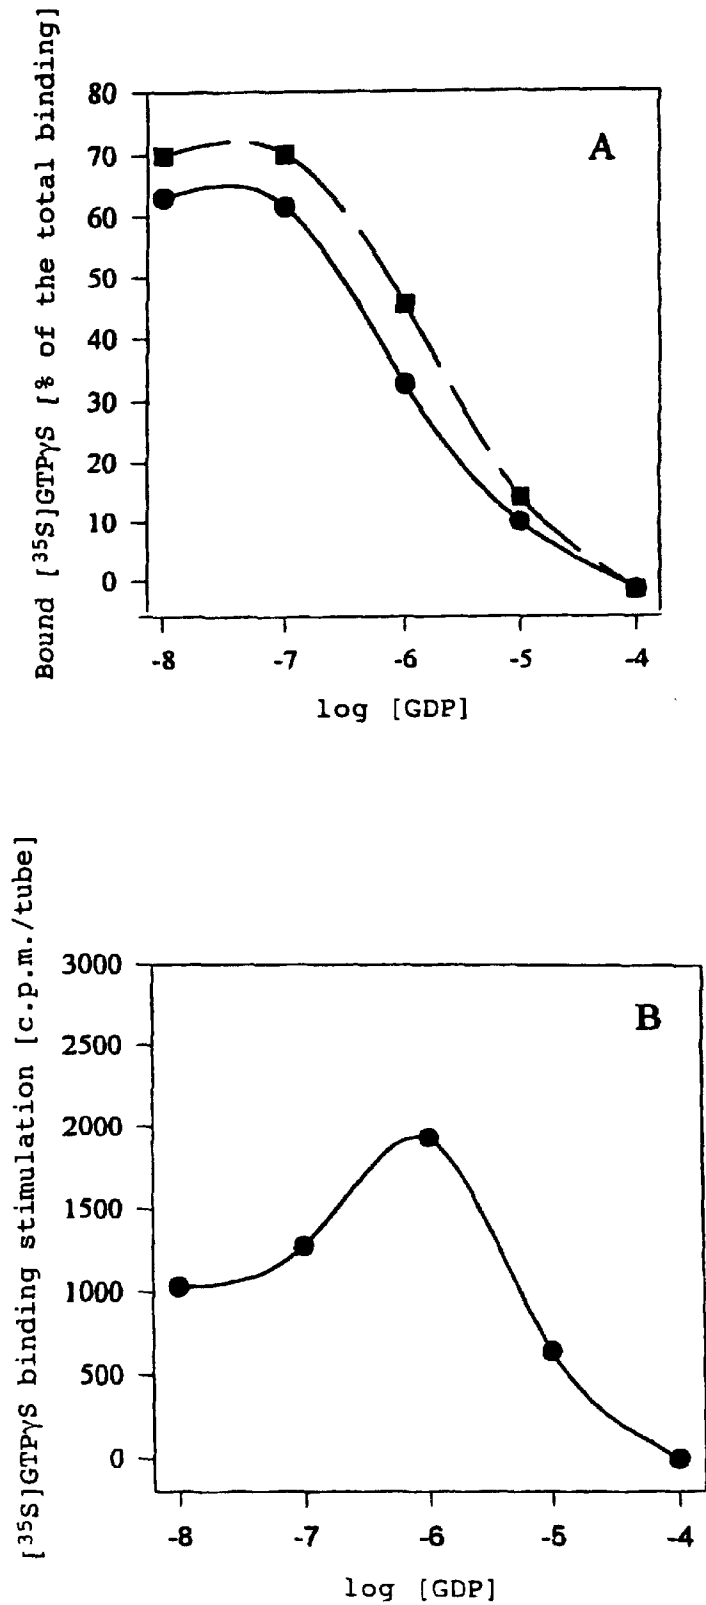 Bound [³⁵S]GTPγS [% of the total binding]
A
80
70
60
50
40
30
20
10
0
-8 -7 -6 -5 -4
log [GDP]
[³⁵S]GTPγS binding stimulation [c.p.m./tube]
B
3000
2500
2000
1500
1000
500
0
-8 -7 -6 -5 -4
log [GDP]